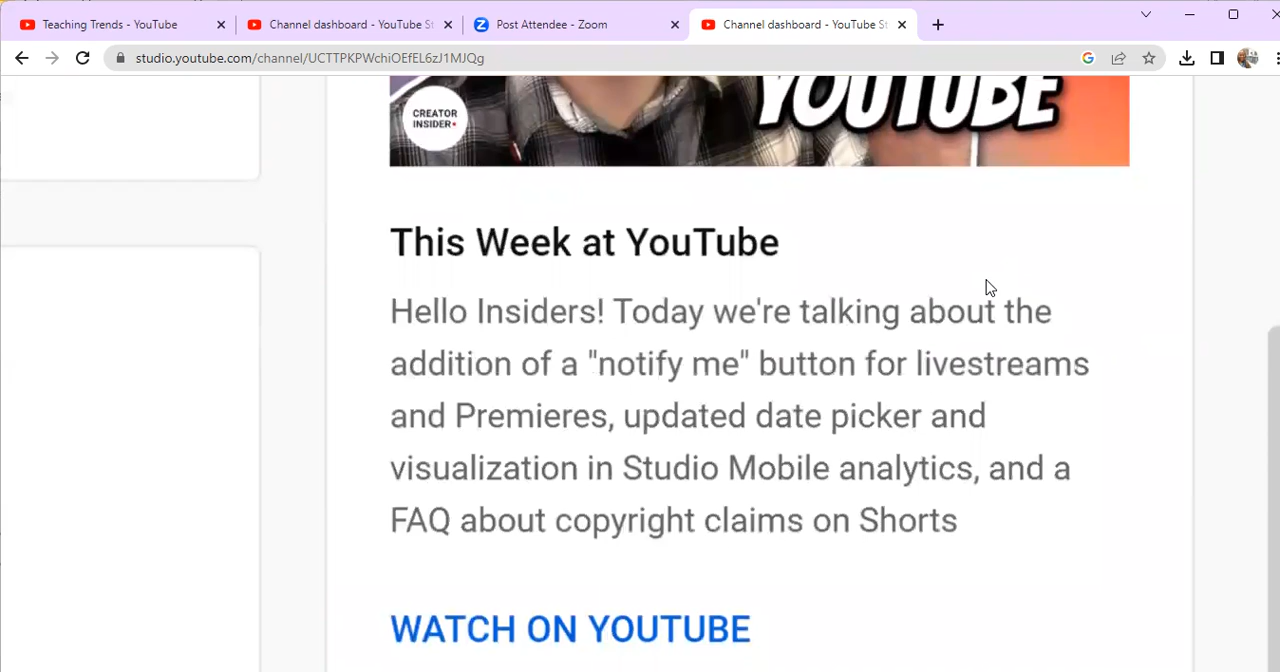 Teaching Trends - YouTube
Channel dashboard - YouTube St
Post Attendee - Zoom
Channel dashboard - YouTube St
studio.youtube.com/channel/UCTTPKPWchiOEfEL6zJ1MJQg
CREATOR
INSIDER
YOUTUBE
This Week at YouTube
Hello Insiders! Today we're talking about the
addition of a "notify me" button for livestreams
and Premieres, updated date picker and
visualization in Studio Mobile analytics, and a
FAQ about copyright claims on Shorts
WATCH ON YOUTUBE